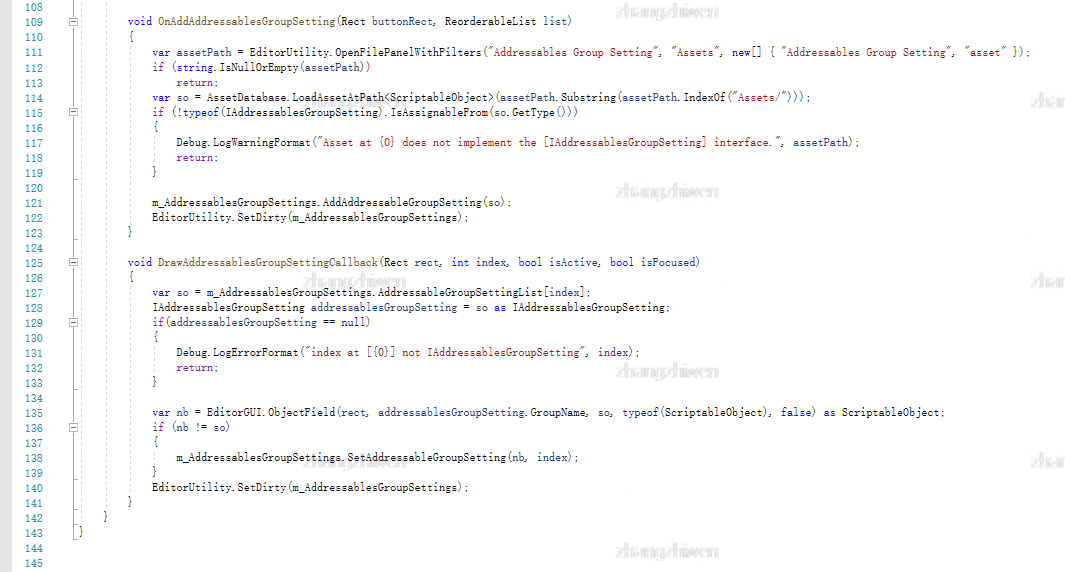 108
109 void OnAddAddressablesGroupSetting(Rect buttonRect, ReorderableList list)
110 {
111 var assetPath = EditorUtility.OpenFilePanelWithFilters("Addressables Group Setting", "Assets", new[] { "Addressables Group Setting", "asset" });
112 if (string.IsNullOrEmpty(assetPath))
113 return;
114 var so = AssetDatabase.LoadAssetAtPath<ScriptableObject>(assetPath.Substring(assetPath.IndexOf("Assets/")));
115 if (!typeof(IAddressablesGroupSetting).IsAssignableFrom(so.GetType()))
116 {
117 Debug.LogWarningFormat("Asset at {0} does not implement the [IAddressablesGroupSetting] interface.", assetPath);
118 return;
119 }
120
121 m_AddressablesGroupSettings.AddAddressableGroupSetting(so);
122 EditorUtility.SetDirty(m_AddressablesGroupSettings);
123 }
124
125 void DrawAddressablesGroupSettingCallback(Rect rect, int index, bool isActive, bool isFocused)
126 {
127 var so = m_AddressablesGroupSettings.AddressableGroupSettingList[index];
128 IAddressablesGroupSetting addressablesGroupSetting = so as IAddressablesGroupSetting;
129 if(addressablesGroupSetting == null)
130 {
131 Debug.LogErrorFormat("index at [{0}] not IAddressablesGroupSetting", index);
132 return;
133 }
134
135 var nb = EditorGUI.ObjectField(rect, addressablesGroupSetting.GroupName, so, typeof(ScriptableObject), false) as ScriptableObject;
136 if (nb != so)
137 {
138 m_AddressablesGroupSettings.SetAddressableGroupSetting(nb, index);
139 }
140 EditorUtility.SetDirty(m_AddressablesGroupSettings);
141 }
142 }
143 }
144
145
zhangzhiwen
zhangzhiwen
zhangzhiwen
zhangzhiwen
zhangzhiwen
zhangzhiwen
zhangzhiwen